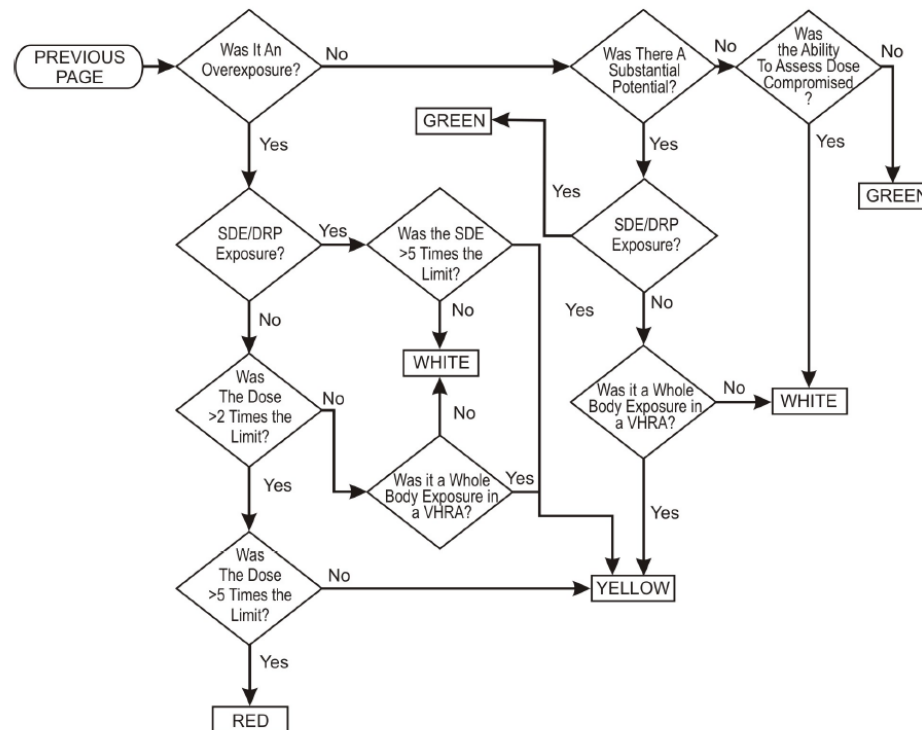 PREVIOUS
PAGE
Was It An
Overexposure?
No
Was There A
Substantial
Potential?
No
Was
the Ability
To Assess Dose
Compromised
?
No
GREEN
Yes
Yes
Yes
Yes
GREEN
SDE/DRP
Exposure?
Yes
Was the SDE
>5 Times the
Limit?
Yes
SDE/DRP
Exposure?
No
No
Yes
No
WHITE
Was
The Dose
>2 Times the
Limit?
No
No
Was it a Whole
Body Exposure in
a VHRA?
No
WHITE
Yes
Was it a Whole
Body Exposure in
a VHRA?
Yes
Yes
Was
The Dose
>5 Times the
Limit?
No
YELLOW
Yes
RED